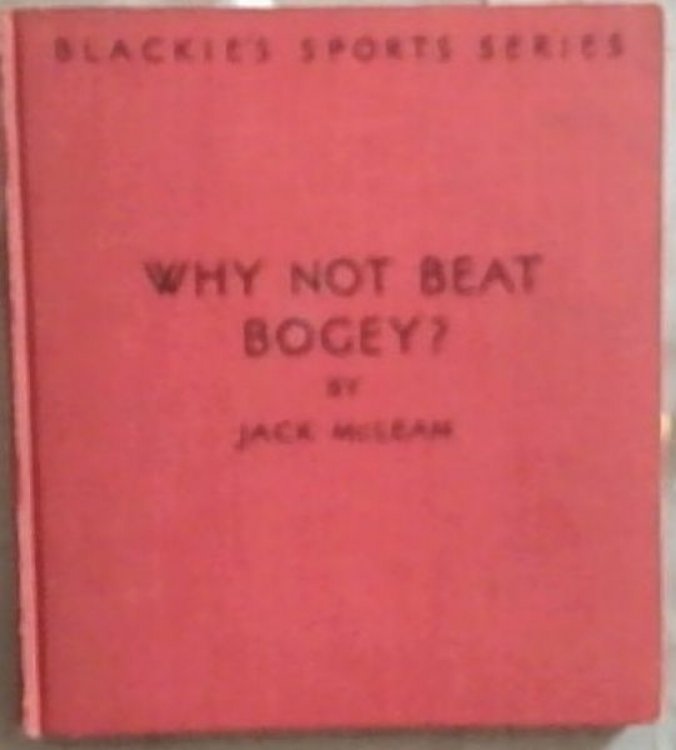 BLACKIE'S SPORTS SERIES
WHY NOT BEAT
BOGEY?
BY
JACK McLEAN